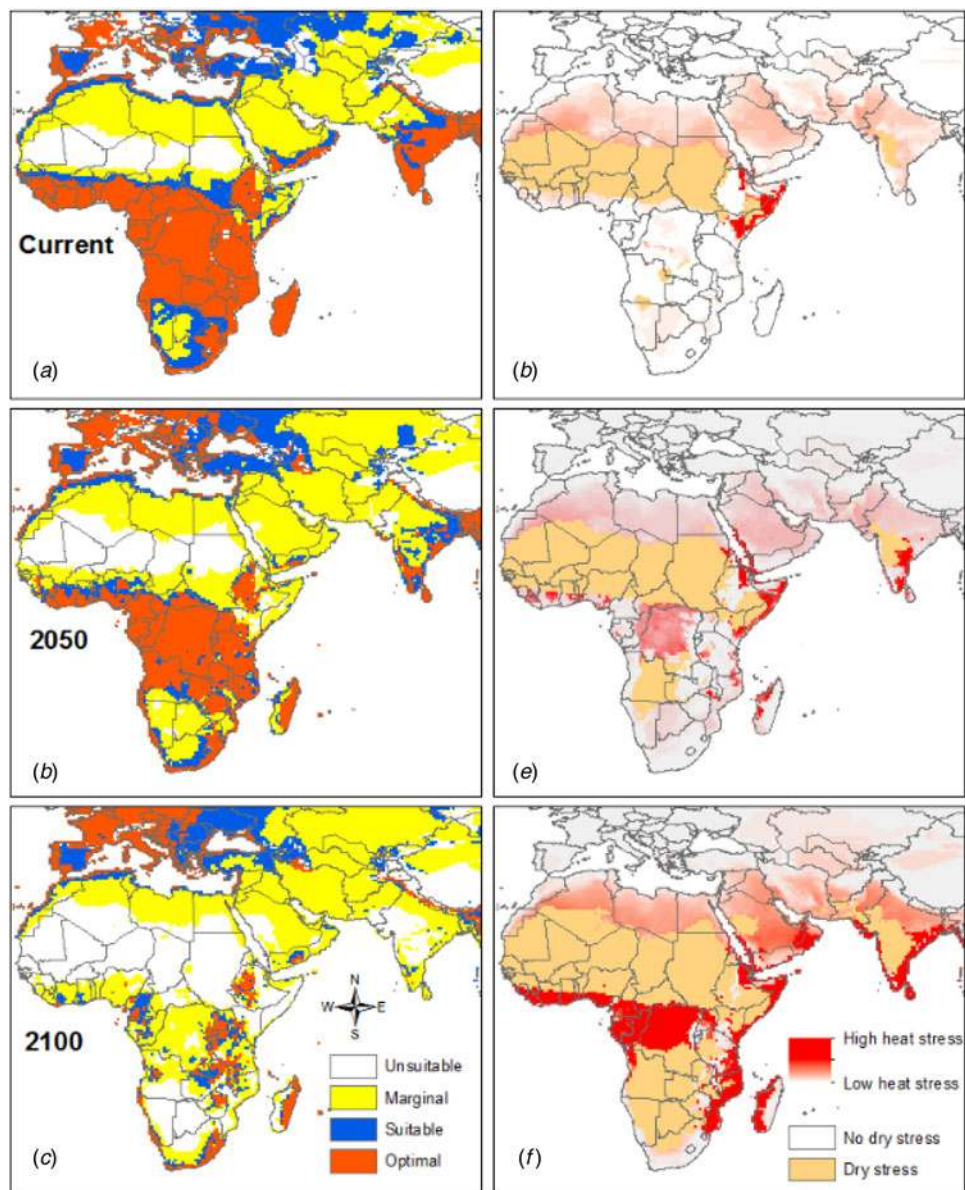 Current
(a)
(b)
2050
(b)
(e)
2100
N
W E
S
Unsuitable
Marginal
Suitable
Optimal
(c)
High heat stress
Low heat stress
No dry stress
Dry stress
(f)